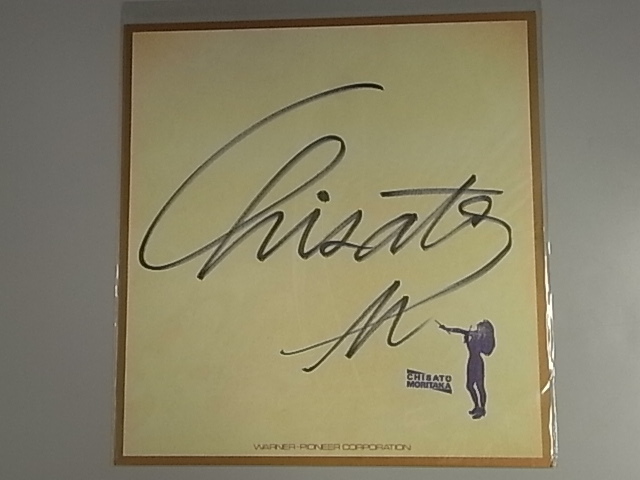 Chisato
M
CHISATO
MORITAKA
WARNER-PIONEER CORPORATION